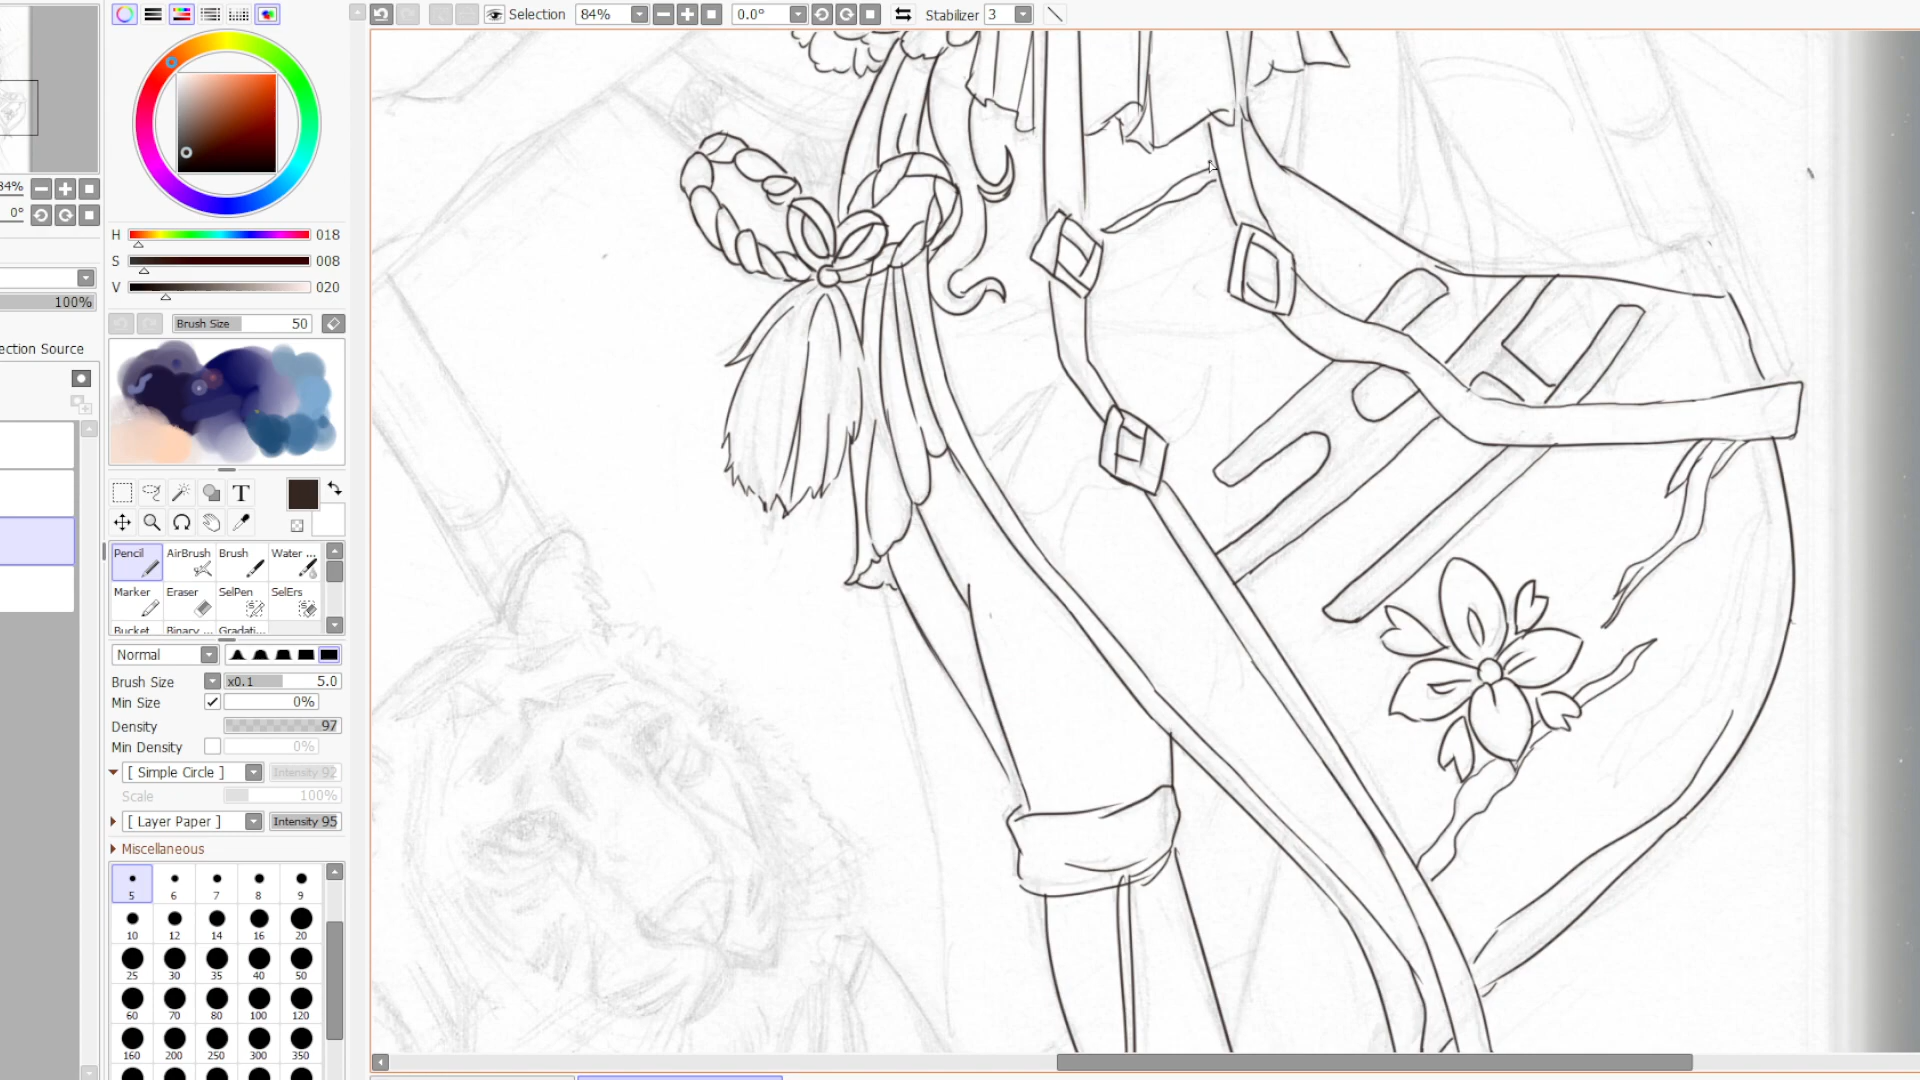 Selection 84% 0.0° Stabilizer 3
84%
0°
H 018
S 008
V 020
100%
Brush Size 50
ection Source
T
Pencil AirBrush Brush Water ...
Marker Eraser SelPen SelErs
Bucket Binary ... Gradati...
Normal
Brush Size x0.1 5.0
Min Size 0%
Density 97
Min Density 0%
[ Simple Circle ] Intensity 92
Scale 100%
[ Layer Paper ] Intensity 95
Miscellaneous
5 6 7 8 9
10 12 14 16 20
25 30 35 40 50
60 70 80 100 120
160 200 250 300 350